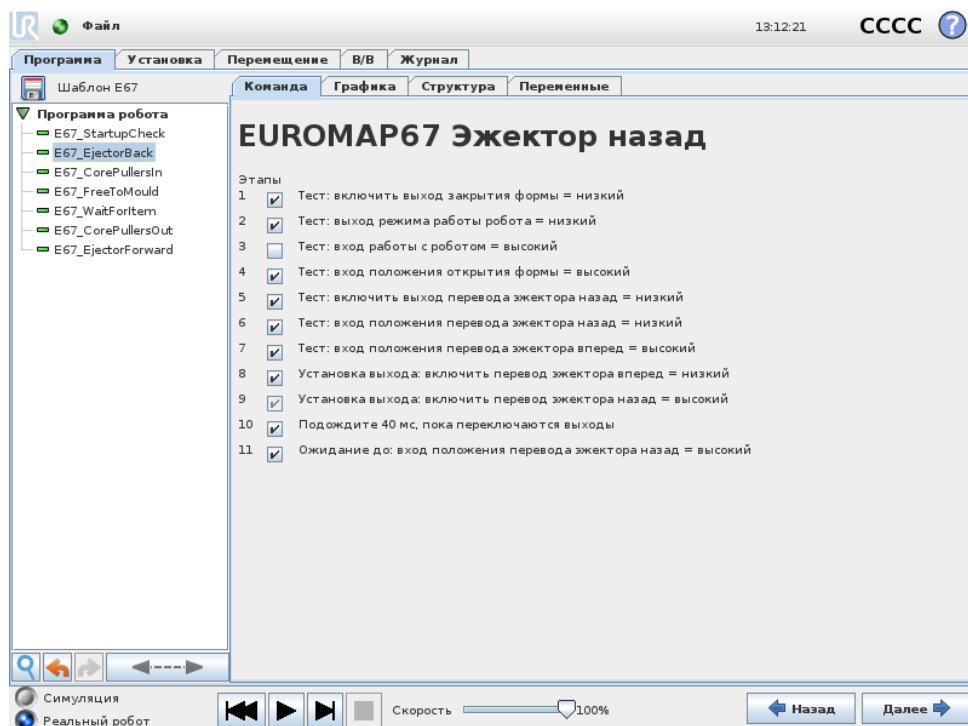 UR Файл 13:12:21 CCCC ?
Программа Установка Перемещение В/В Журнал
Шаблон E67
Команда Графика Структура Переменные
Программа робота
E67_StartupCheck
E67_EjectorBack
E67_CorePullersIn
E67_FreeToMould
E67_WaitForItem
E67_CorePullersOut
E67_EjectorForward
EUROMAP67 Эжектор назад
Этапы
1 Тест: включить выход закрытия формы = низкий
2 Тест: выход режима работы робота = низкий
3 Тест: вход работы с роботом = высокий
4 Тест: вход положения открытия формы = высокий
5 Тест: включить выход перевода эжектора назад = низкий
6 Тест: вход положения перевода эжектора назад = низкий
7 Тест: вход положения перевода эжектора вперед = высокий
8 Установка выхода: включить перевод эжектора вперед = низкий
9 Установка выхода: включить перевод эжектора назад = высокий
10 Подождите 40 мс, пока переключаются выходы
11 Ожидание до: вход положения перевода эжектора назад = высокий
Симуляция
Реальный робот
Скорость 100%
Назад Далее